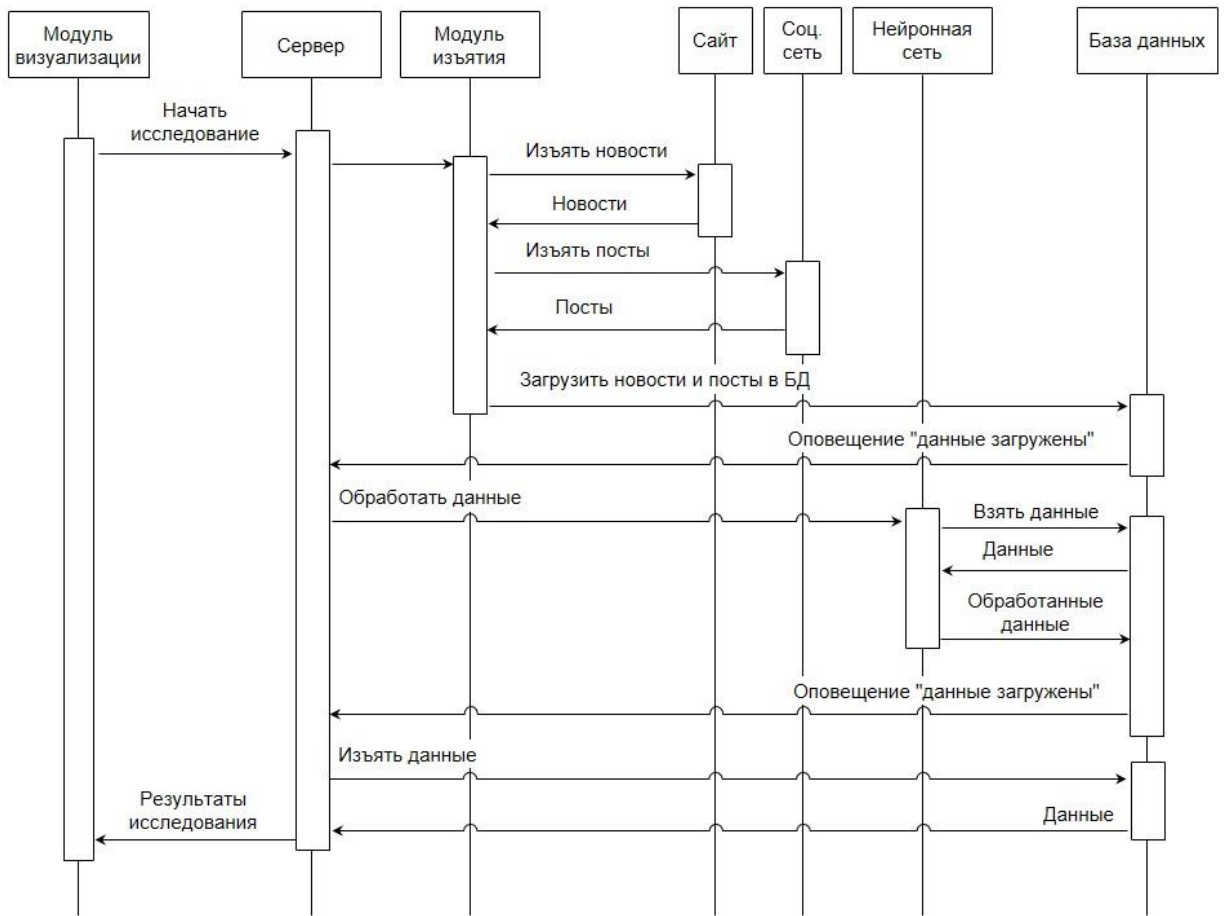 Модуль
визуализации
Сервер
Модуль
изъятия
Сайт
Соц.
сеть
Нейронная
сеть
База данных
Начать
исследование
Изъять новости
Новости
Изъять посты
Посты
Загрузить новости и посты в БД
Оповещение "данные загружены"
Обработать данные
Взять данные
Данные
Обработанные
данные
Оповещение "данные загружены"
Изъять данные
Результаты
исследования
Данные